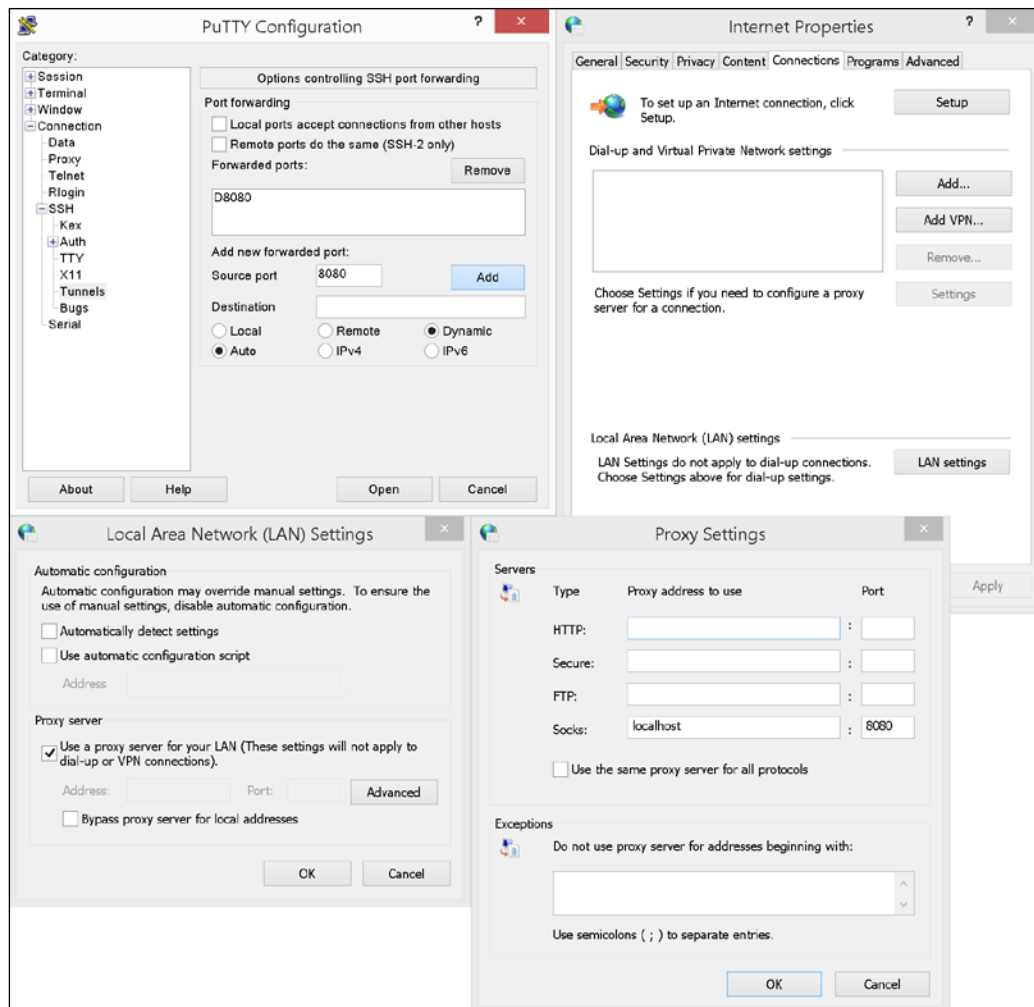 PuTTY Configuration
?
×
Category:
Session
Terminal
Window
Connection
Data
Proxy
Telnet
Rlogin
SSH
Kex
Auth
TTY
X11
Tunnels
Bugs
Serial
Options controlling SSH port forwarding
Port forwarding
Local ports accept connections from other hosts
Remote ports do the same (SSH-2 only)
Forwarded ports:
Remove
D8080
Add new forwarded port:
Source port 8080 Add
Destination
Local Remote Dynamic
Auto IPv4 IPv6
About Help Open Cancel
Internet Properties
?
×
General Security Privacy Content Connections Programs Advanced
To set up an Internet connection, click
Setup.
Setup
Dial-up and Virtual Private Network settings
Add...
Add VPN...
Remove...
Settings
Choose Settings if you need to configure a proxy
server for a connection.
Local Area Network (LAN) settings
LAN Settings do not apply to dial-up connections.
Choose Settings above for dial-up settings.
LAN settings
Apply
Local Area Network (LAN) Settings
×
Automatic configuration
Automatic configuration may override manual settings. To ensure the
use of manual settings, disable automatic configuration.
Automatically detect settings
Use automatic configuration script
Address
Proxy server
Use a proxy server for your LAN (These settings will not apply to
dial-up or VPN connections).
Address: Port: Advanced
Bypass proxy server for local addresses
OK Cancel
Proxy Settings
×
Servers
Type Proxy address to use Port
HTTP: :
Secure: :
FTP: :
Socks: localhost : 8080
Use the same proxy server for all protocols
Exceptions
Do not use proxy server for addresses beginning with:
Use semicolons ( ; ) to separate entries.
OK Cancel